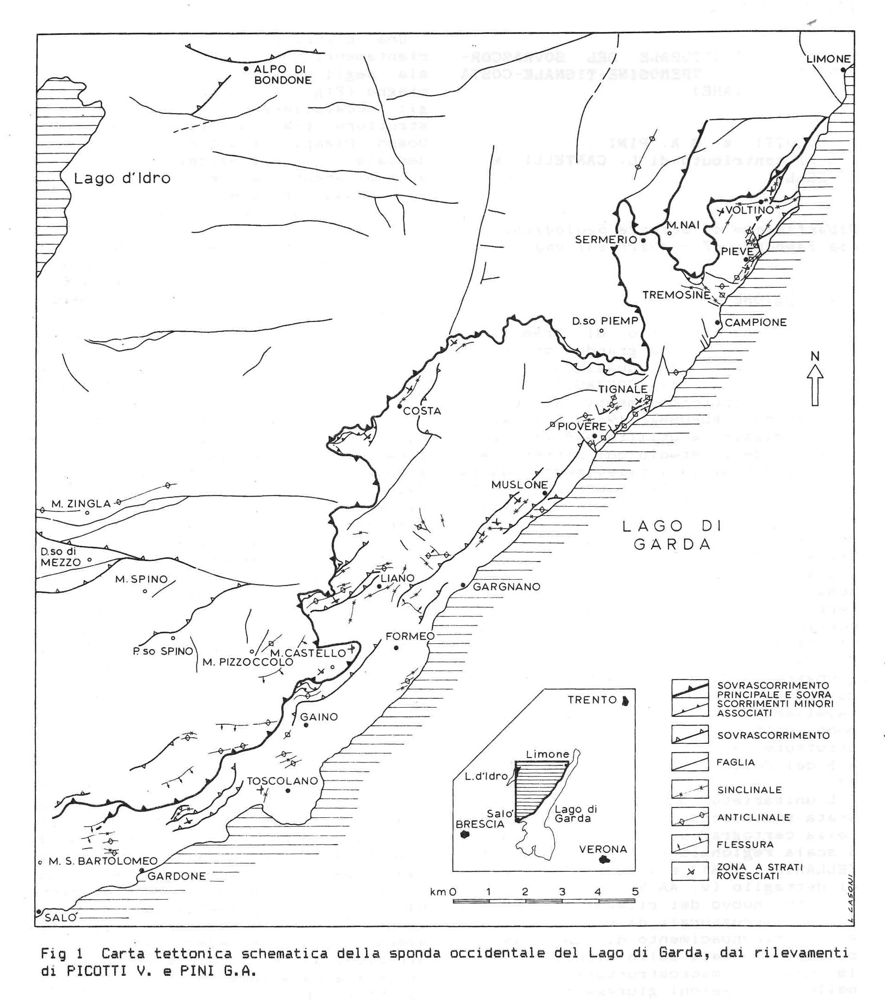 LIMONE
ALPO DI
BONDONE
Lago d'Idro
VOLTINO
M.NAI
SERMERIO
PIEVE
TREMOSINE
D.so PIEMP
CAMPIONE
N
TIGNALE
COSTA
PIOVERE
MUSLONE
M. ZINGLA
LAGO DI
GARDA
D.so di
MEZZO
M. SPINO
LIANO
GARGNANO
FORMEO
P.so SPINO
M. CASTELLO
M. PIZZOCCOLO
GAINO
TOSCOLANO
M. S. BARTOLOMEO
GARDONE
SALO'
TRENTO
Limone
L.d'Idro
Salo'
Lago di
Garda
BRESCIA
VERONA
km 0 1 2 3 4 5
SOVRASCORRIMENTO
PRINCIPALE E SOVRA
SCORRIMENTI MINORI
ASSOCIATI
SOVRASCORRIMENTO
FAGLIA
SINCLINALE
ANTICLINALE
FLESSURA
ZONA A STRATI
ROVESCIATI
L. CASONI
Fig 1 Carta tettonica schematica della sponda occidentale del Lago di Garda, dai rilevamenti
di PICOTTI V. e PINI G.A.